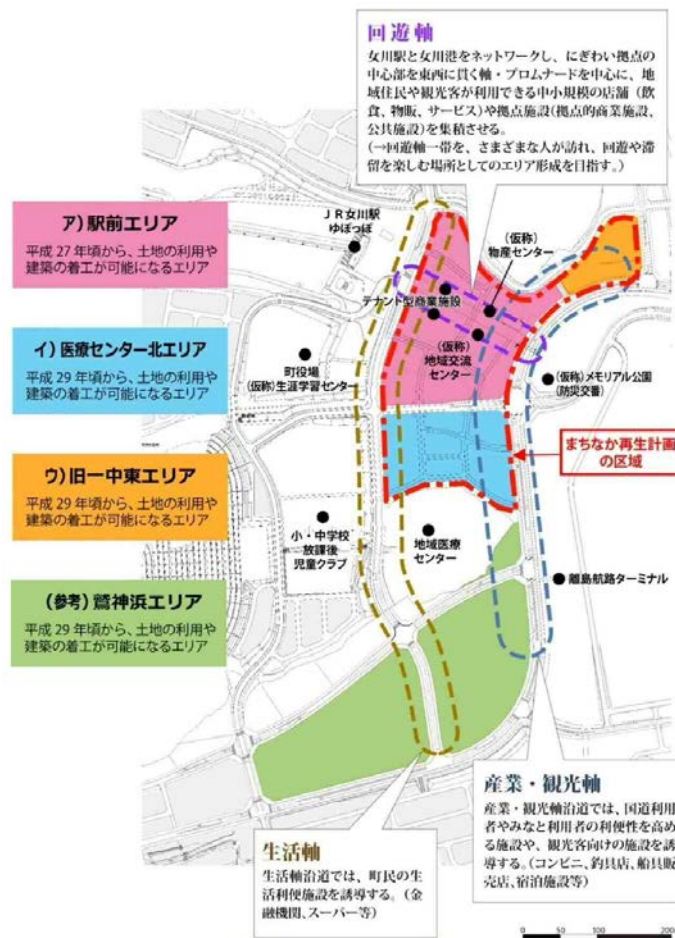 回遊軸
女川駅と女川港をネットワークし、にぎわい拠点の
中心部を東西に貫く軸・プロムナードを中心に、地
域住民や観光客が利用できる中小規模の店舗（飲
食、物販、サービス）や拠点施設（拠点的商業施設、
公共施設）を集積させる。
（→回遊軸一帯を、さまざまな人が訪れ、回遊や滞
留を楽しむ場所としてのエリア形成を目指す。）
ア）駅前エリア
平成27年頃から、土地の利用や
建築の着工が可能になるエリア
イ）医療センター北エリア
平成29年頃から、土地の利用や
建築の着工が可能になるエリア
ウ）旧一中東エリア
平成29年頃から、土地の利用や
建築の着工が可能になるエリア
（参考）鷲神浜エリア
平成29年頃から、土地の利用や
建築の着工が可能になるエリア
ＪＲ女川駅
ゆぽっぽ
（仮称）
物産センター
テナント型商業施設
（仮称）
地域交流
センター
町役場
（仮称）生涯学習センター
（仮称）メモリアル公園
（防災交番）
まちなか再生計画
の区域
小・中学校
放課後
児童クラブ
地域医療
センター
離島航路ターミナル
生活軸
生活軸沿道では、町民の生
活利便施設を誘導する。（金
融機関、スーパー等）
産業・観光軸
産業・観光軸沿道では、国道利用
者やみなと利用者の利便性を高め
る施設や、観光客向けの施設を誘
導する。（コンビニ、釣具店、船具販
売店、宿泊施設等）
0 50 100 200